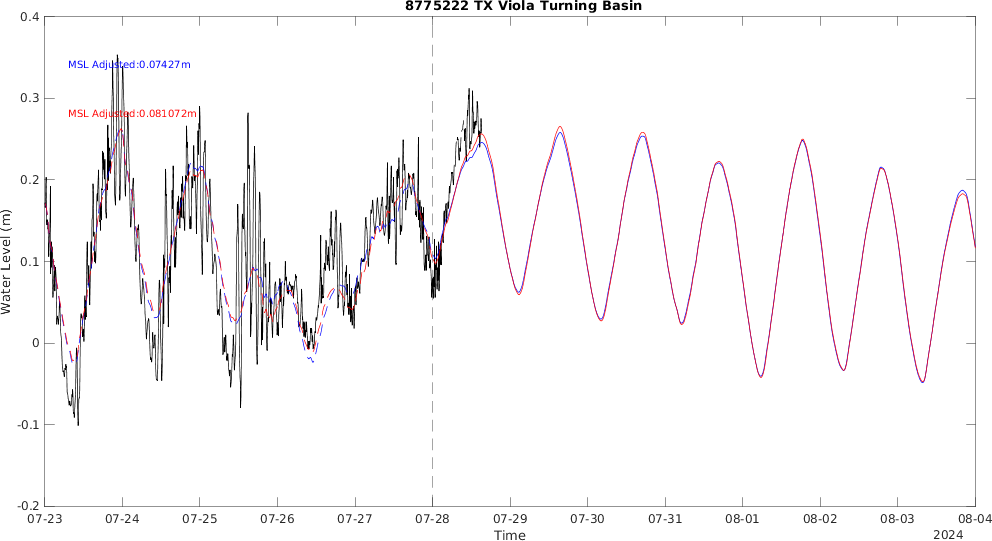 8775222 TX Viola Turning Basin
0.4
0.3
0.2
0.1
0
-0.1
-0.2
Water Level (m)
MSL Adjusted:0.07427m
MSL Adjusted:0.081072m
07-23 07-24 07-25 07-26 07-27 07-28 07-29 07-30 07-31 08-01 08-02 08-03 08-04
Time
2024